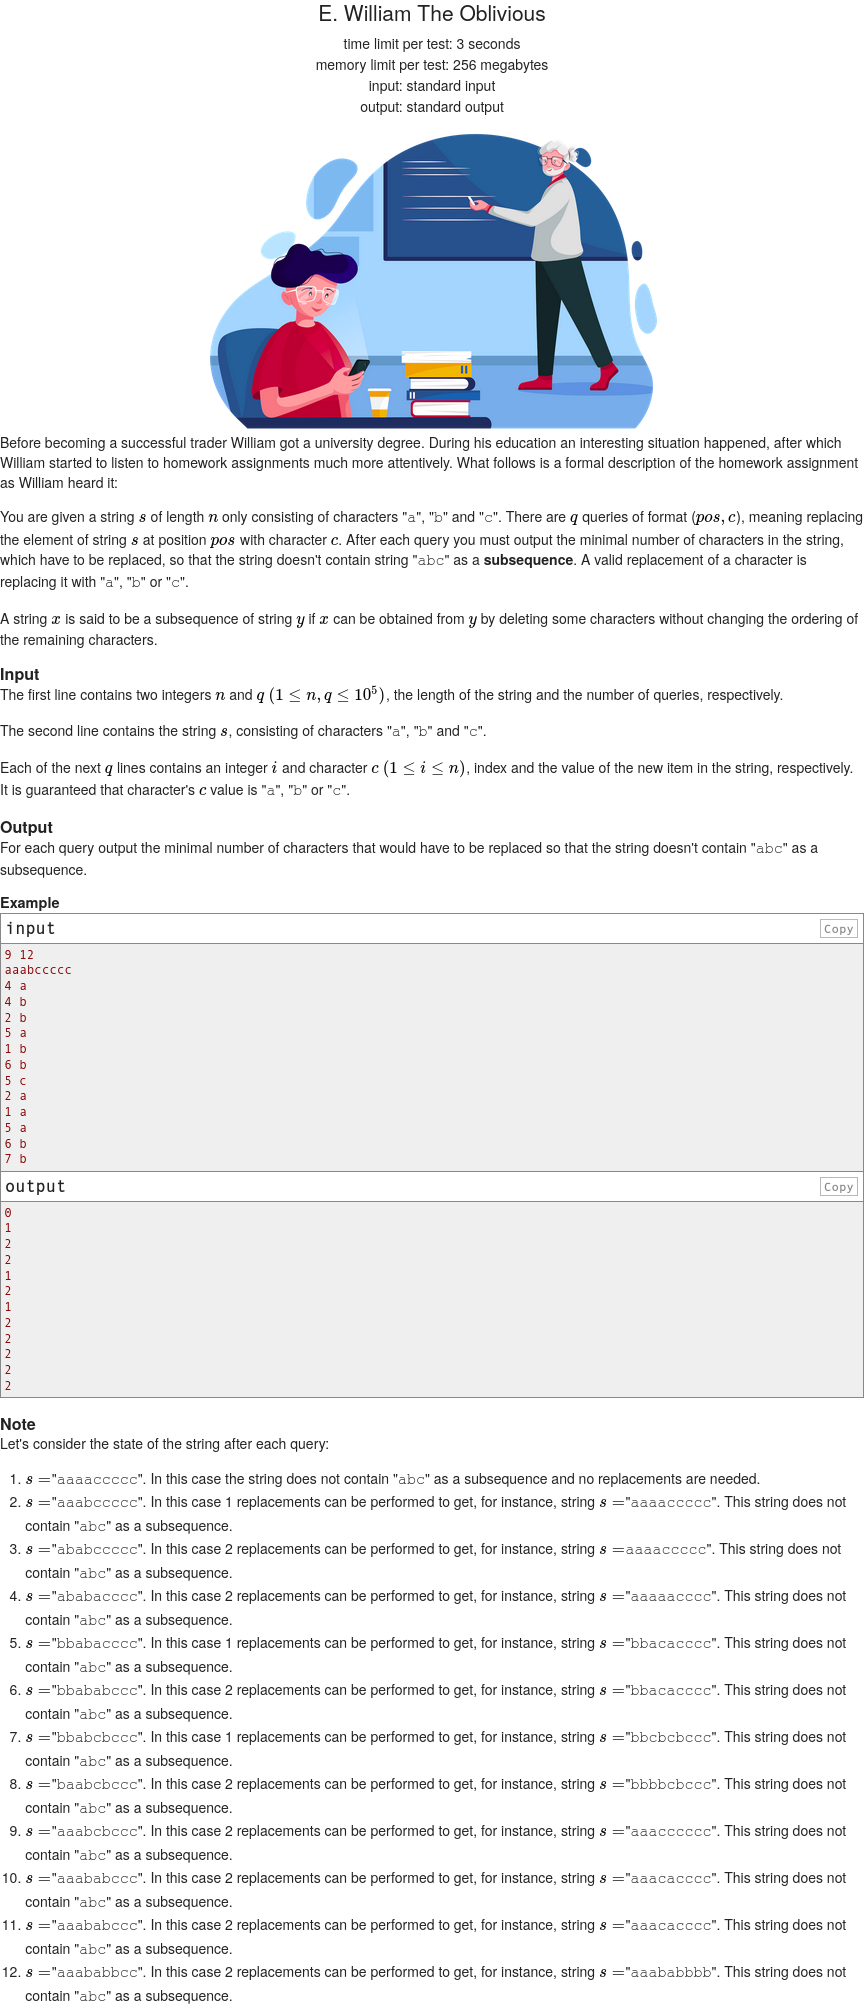 E. William The Oblivious
time limit per test: 3 seconds
memory limit per test: 256 megabytes
input: standard input
output: standard output
Before becoming a successful trader William got a university degree. During his education an interesting situation happened, after which
William started to listen to homework assignments much more attentively. What follows is a formal description of the homework assignment
as William heard it:
You are given a string s of length n only consisting of characters "a", "b" and "c". There are q queries of format (pos, c), meaning replacing
the element of string s at position pos with character c. After each query you must output the minimal number of characters in the string,
which have to be replaced, so that the string doesn't contain string "abc" as a subsequence. A valid replacement of a character is
replacing it with "a", "b" or "c".
A string x is said to be a subsequence of string y if x can be obtained from y by deleting some characters without changing the ordering of
the remaining characters.
Input
The first line contains two integers n and q (1 ≤ n, q ≤ 10⁵), the length of the string and the number of queries, respectively.
The second line contains the string s, consisting of characters "a", "b" and "c".
Each of the next q lines contains an integer i and character c (1 ≤ i ≤ n), index and the value of the new item in the string, respectively.
It is guaranteed that character's c value is "a", "b" or "c".
Output
For each query output the minimal number of characters that would have to be replaced so that the string doesn't contain "abc" as a
subsequence.
Example
input Copy
9 12
aaabccccc
4 a
4 b
2 b
5 a
1 b
6 b
5 c
2 a
1 a
5 a
6 b
7 b
output Copy
0
1
2
2
1
2
1
2
2
2
2
2
Note
Let's consider the state of the string after each query:
1. s ="aaaaccccc". In this case the string does not contain "abc" as a subsequence and no replacements are needed.
2. s ="aaabccccc". In this case 1 replacements can be performed to get, for instance, string s ="aaaaccccc". This string does not
contain "abc" as a subsequence.
3. s ="ababccccc". In this case 2 replacements can be performed to get, for instance, string s =aaaaccccc". This string does not
contain "abc" as a subsequence.
4. s ="ababacccc". In this case 2 replacements can be performed to get, for instance, string s ="aaaaacccc". This string does not
contain "abc" as a subsequence.
5. s ="bbabacccc". In this case 1 replacements can be performed to get, for instance, string s ="bbacacccc". This string does not
contain "abc" as a subsequence.
6. s ="bbababccc". In this case 2 replacements can be performed to get, for instance, string s ="bbacacccc". This string does not
contain "abc" as a subsequence.
7. s ="bbabcbccc". In this case 1 replacements can be performed to get, for instance, string s ="bbcbcbccc". This string does not
contain "abc" as a subsequence.
8. s ="baabcbccc". In this case 2 replacements can be performed to get, for instance, string s ="bbbbcbccc". This string does not
contain "abc" as a subsequence.
9. s ="aaabcbccc". In this case 2 replacements can be performed to get, for instance, string s ="aaacccccc". This string does not
contain "abc" as a subsequence.
10. s ="aaababccc". In this case 2 replacements can be performed to get, for instance, string s ="aaacacccc". This string does not
contain "abc" as a subsequence.
11. s ="aaababccc". In this case 2 replacements can be performed to get, for instance, string s ="aaacacccc". This string does not
contain "abc" as a subsequence.
12. s ="aaababbcc". In this case 2 replacements can be performed to get, for instance, string s ="aaababbbb". This string does not
contain "abc" as a subsequence.